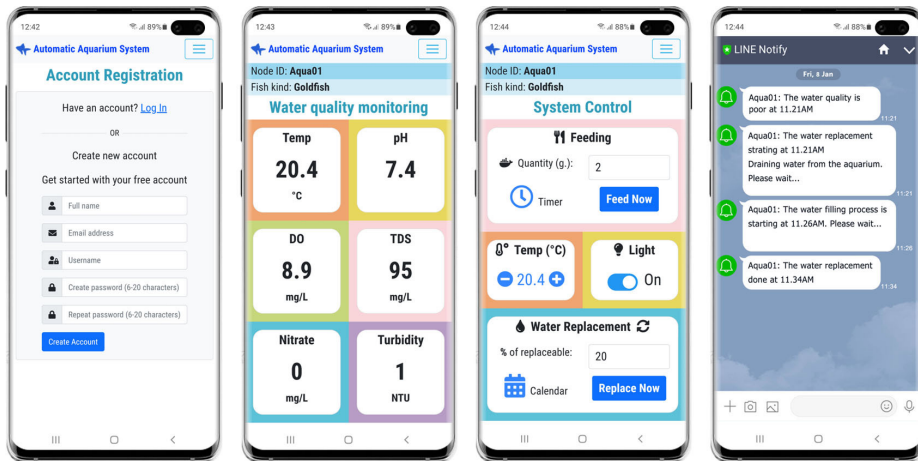 12:42
89%
Automatic Aquarium System
Account Registration
Have an account? Log In
OR
Create new account
Get started with your free account
Full name
Email address
Username
Create password (6-20 characters)
Repeat password (6-20 characters)
Create Account
12:43
89%
Automatic Aquarium System
Node ID: Aqua01
Fish kind: Goldfish
Water quality monitoring
Temp
20.4
°C
pH
7.4
DO
8.9
mg/L
TDS
95
mg/L
Nitrate
0
mg/L
Turbidity
1
NTU
12:44
88%
Automatic Aquarium System
Node ID: Aqua01
Fish kind: Goldfish
System Control
Feeding
Quantity (g.): 2
Timer
Feed Now
Temp (°C)
20.4
Light
On
Water Replacement
% of replaceable: 20
Calendar
Replace Now
12:44
88%
LINE Notify
Fri, 8 Jan
Aqua01: The water quality is
poor at 11.21AM
11:21
Aqua01: The water replacement
strating at 11.21AM
Draining water from the aquarium.
Please wait...
11:21
Aqua01: The water filling process is
starting at 11.26AM. Please wait...
11:26
Aqua01: The water replacement
done at 11.34AM
11:34